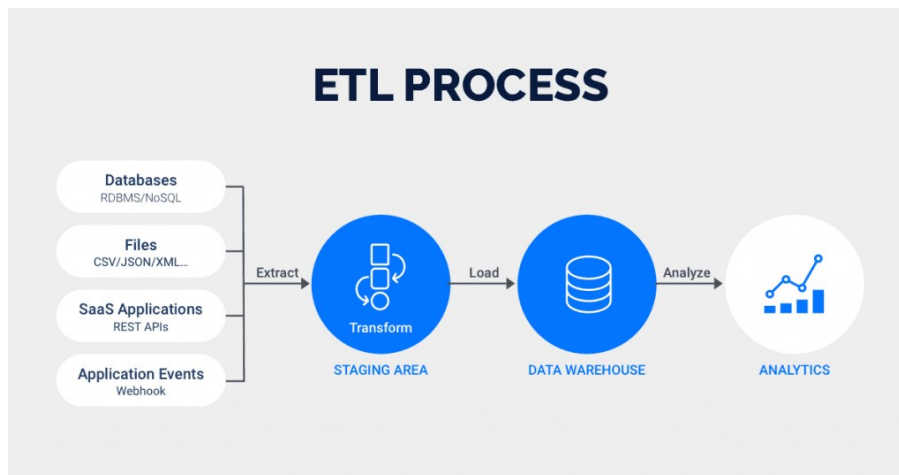 ETL PROCESS
Databases
RDBMS/NoSQL
Files
CSV/JSON/XML...
SaaS Applications
REST APIs
Application Events
Webhook
Extract
Transform
STAGING AREA
Load
DATA WAREHOUSE
Analyze
ANALYTICS